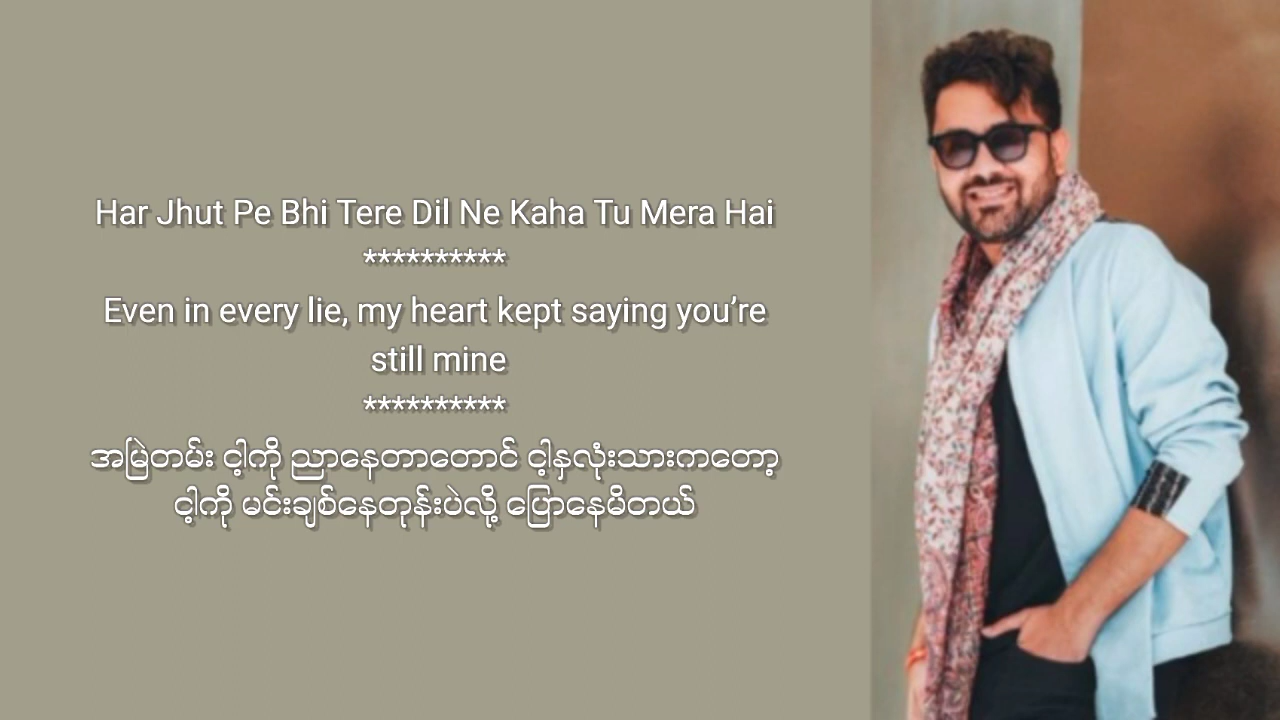 Har Jhut Pe Bhi Tere Dil Ne Kaha Tu Mera Hai
**********
Even in every lie, my heart kept saying you’re
still mine
**********
အမြဲတမ်း ငါ့ကို ညာနေတာတောင် ငါ့နှလုံးသားကတော့
ငါ့ကို မင်းချစ်နေတုန်းပဲလို့ ပြောနေမိတယ်